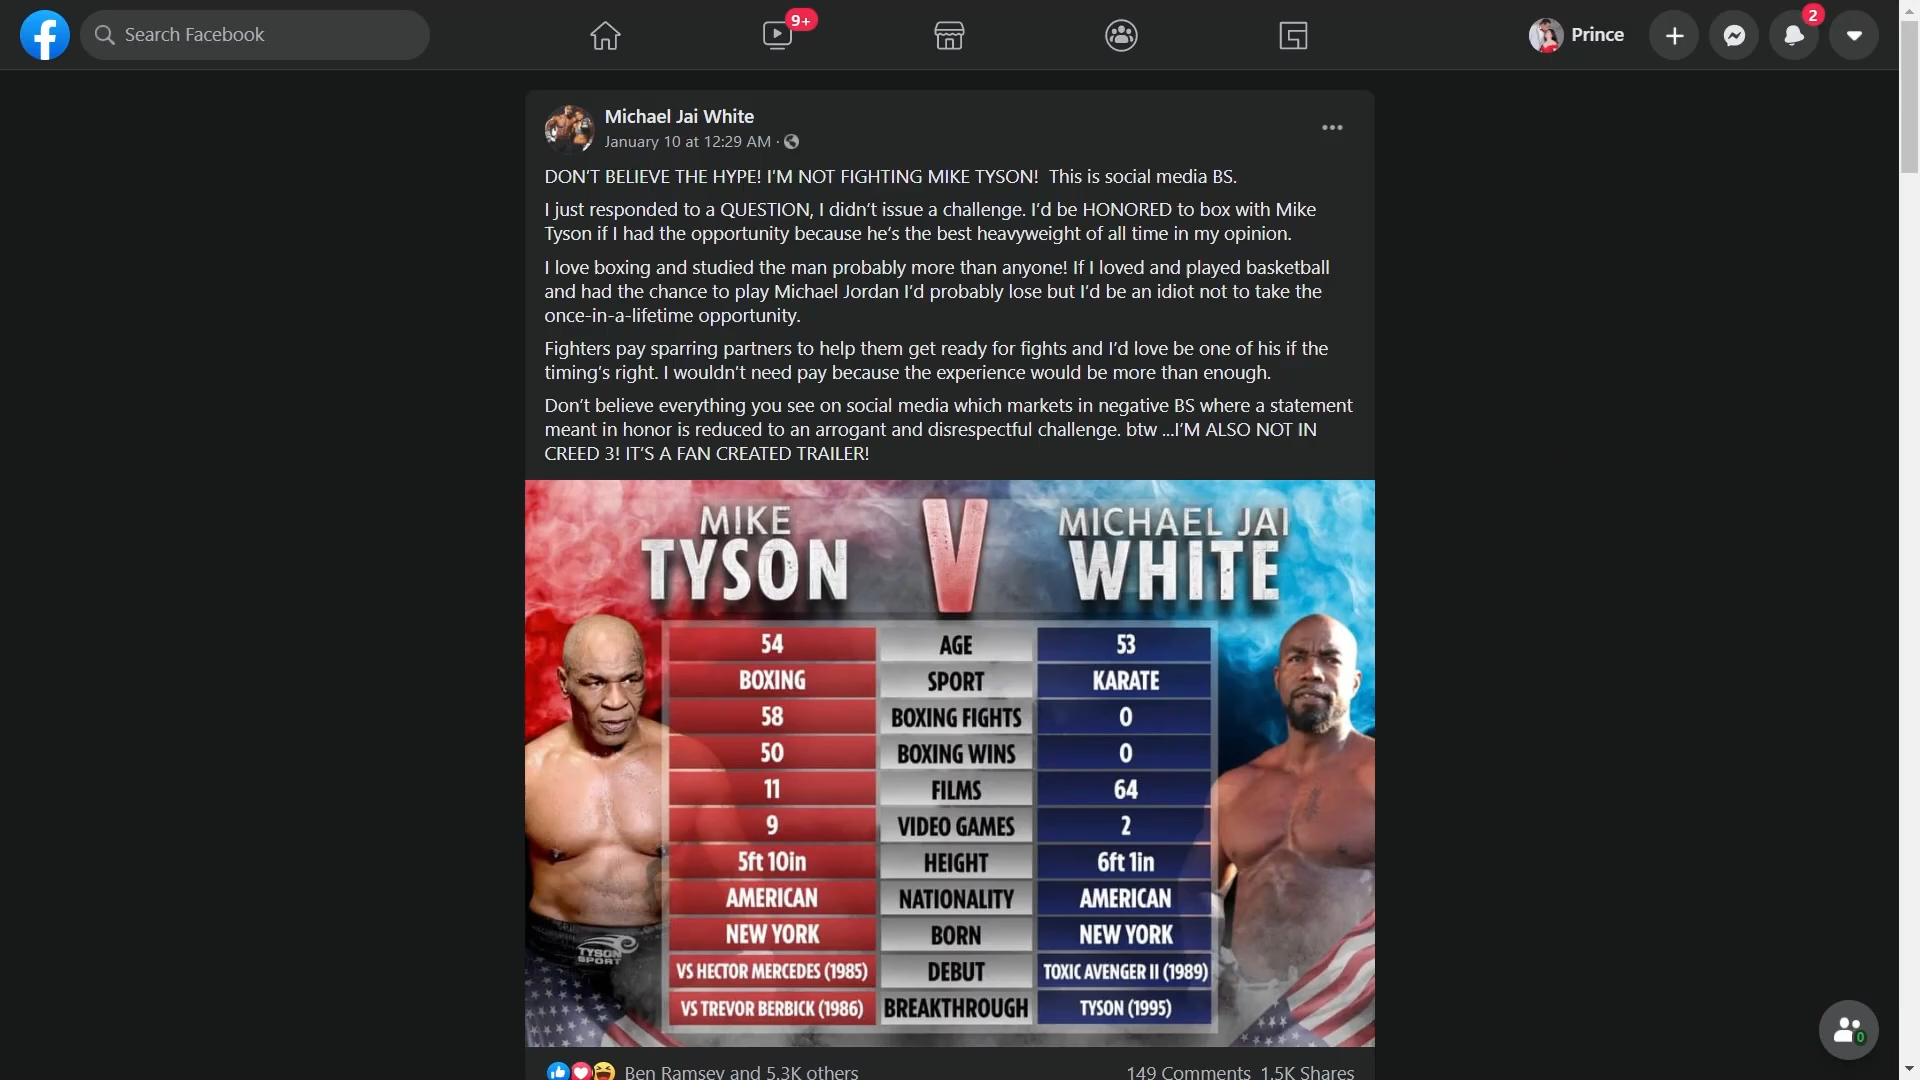 Search Facebook
9+
Prince
2
Michael Jai White
January 10 at 12:29 AM ·
DON'T BELIEVE THE HYPE! I'M NOT FIGHTING MIKE TYSON!  This is social media BS.
I just responded to a QUESTION, I didn't issue a challenge. I'd be HONORED to box with Mike
Tyson if I had the opportunity because he's the best heavyweight of all time in my opinion.
I love boxing and studied the man probably more than anyone! If I loved and played basketball
and had the chance to play Michael Jordan I'd probably lose but I'd be an idiot not to take the
once-in-a-lifetime opportunity.
Fighters pay sparring partners to help them get ready for fights and I'd love be one of his if the
timing's right. I wouldn't need pay because the experience would be more than enough.
Don't believe everything you see on social media which markets in negative BS where a statement
meant in honor is reduced to an arrogant and disrespectful challenge. btw ...I'M ALSO NOT IN
CREED 3! IT'S A FAN CREATED TRAILER!
MIKE TYSON V MICHAEL JAI WHITE
54 AGE 53
BOXING SPORT KARATE
58 BOXING FIGHTS 0
50 BOXING WINS 0
11 FILMS 64
9 VIDEO GAMES 2
5ft 10in HEIGHT 6ft 1in
AMERICAN NATIONALITY AMERICAN
NEW YORK BORN NEW YORK
VS HECTOR MERCEDES (1985) DEBUT TOXIC AVENGER II (1989)
VS TREVOR BERBICK (1986) BREAKTHROUGH TYSON (1995)
TYSON
SPORT
0
Ben Ramsey and 5.3K others 149 Comments 1.5K Shares